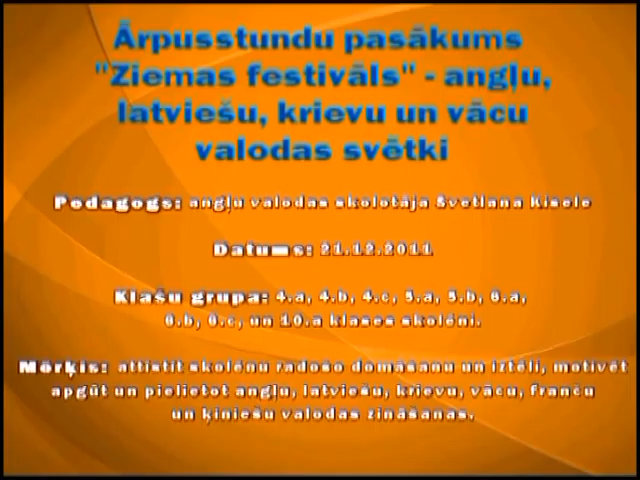 Ārpusstundu pasākums
"Ziemas festivāls" - angļu,
latviešu, krievu un vācu
valodas svētki
Pedagogs: angļu valodas skolotāja Svetlana Kisele
Datums: 21.12.2011
Klašu grupa: 4.a, 4.b, 4.c, 5.a, 5.b, 6.a,
6.b, 6.c, un 10.a klases skolēni.
Mērķis: attīstīt skolēnu radošo domāšanu un iztēli, motivēt
apgūt un pielietot angļu, latviešu, krievu, vācu, franču
un ķīniešu valodas zināšanas.